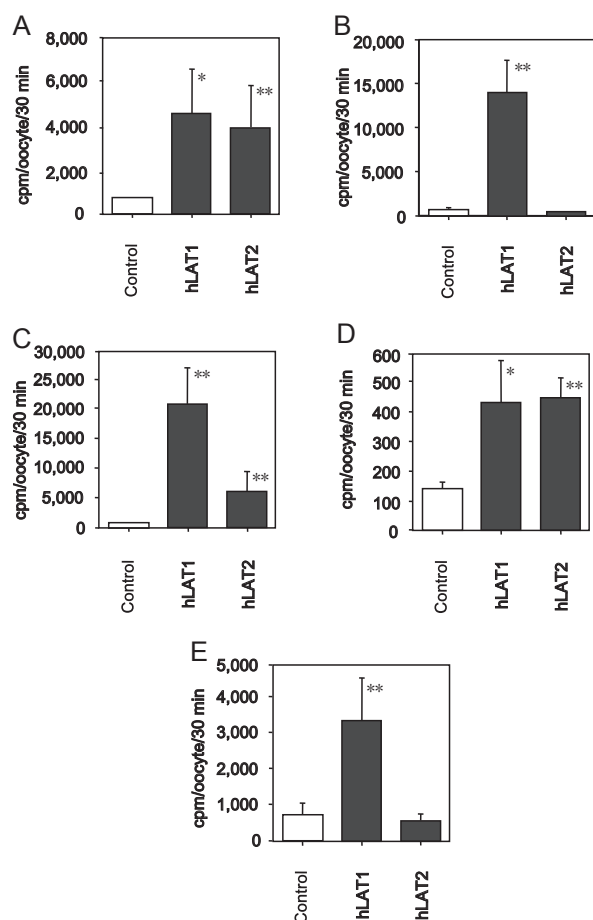 A
8,000
6,000
4,000
2,000
0
cpm/oocyte/30 min
*
**
Control
hLAT1
hLAT2
B
20,000
15,000
10,000
5,000
0
cpm/oocyte/30 min
**
Control
hLAT1
hLAT2
C
30,000
25,000
20,000
15,000
10,000
5,000
0
cpm/oocyte/30 min
**
**
Control
hLAT1
hLAT2
D
600
500
400
300
200
100
0
cpm/oocyte/30 min
*
**
Control
hLAT1
hLAT2
E
5,000
4,000
3,000
2,000
1,000
0
cpm/oocyte/30 min
**
Control
hLAT1
hLAT2